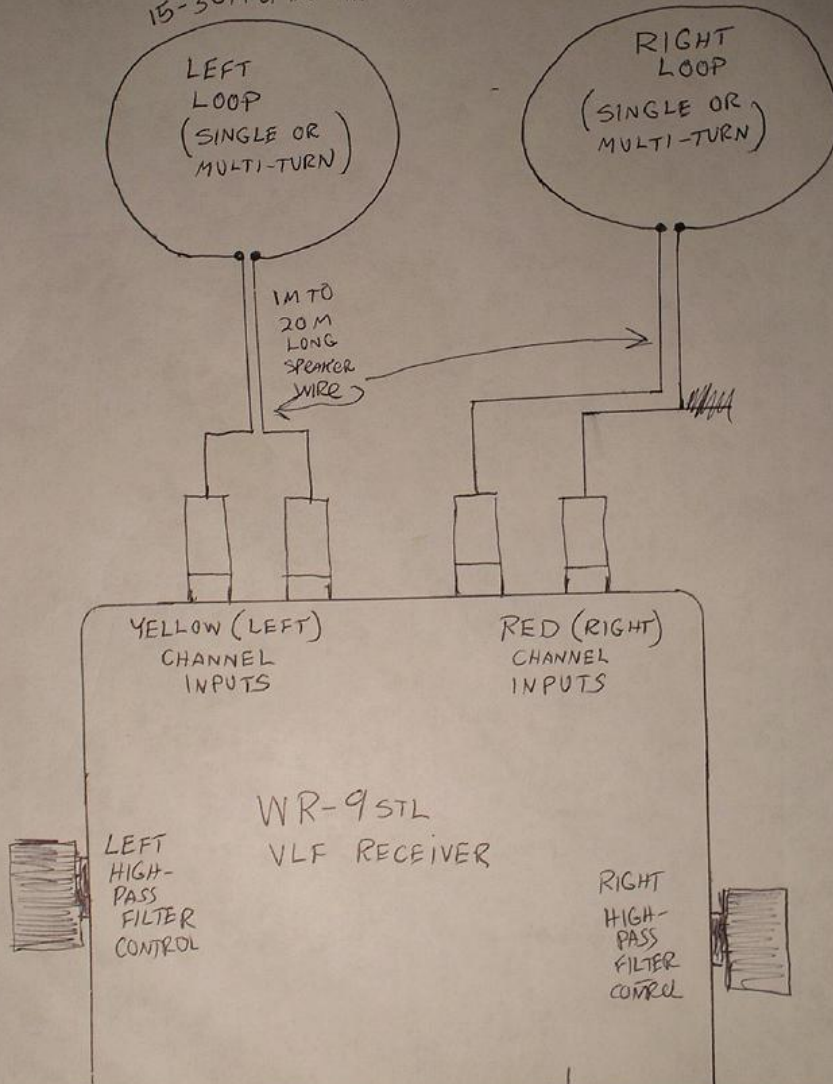 LEFT
LOOP
(SINGLE OR
MULTI-TURN)
RIGHT
LOOP
(SINGLE OR
MULTI-TURN)
1M TO
20 M
LONG
SPEAKER
WIRE
YELLOW (LEFT)
CHANNEL
INPUTS
RED (RIGHT)
CHANNEL
INPUTS
WR-9STL
VLF RECEIVER
LEFT
HIGH-
PASS
FILTER
CONTROL
RIGHT
HIGH-
PASS
FILTER
CONTROL